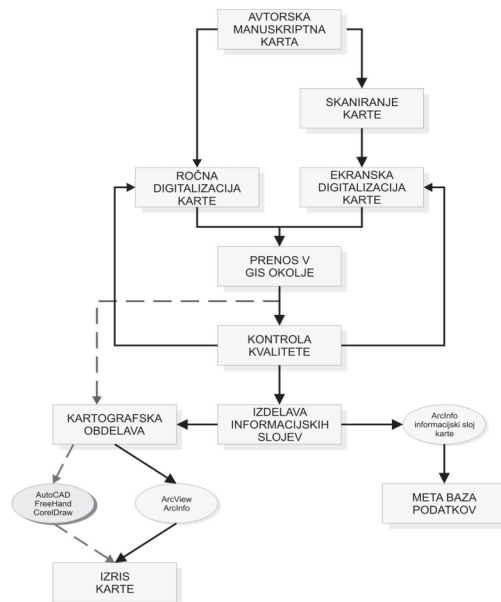 AVTORSKA
MANUSKRIPTNA
KARTA
SKANIRANJE
KARTE
ROČNA
DIGITALIZACIJA
KARTE
EKRANSKA
DIGITALIZACIJA
KARTE
PRENOS V
GIS OKOLJE
KONTROLA
KVALITETE
KARTOGRAFSKA
OBDELAVA
IZDELAVA
INFORMACIJSKIH
SLOJEV
ArcInfo
informacijski sloj
karte
AutoCAD
FreeHand
CorelDraw
ArcView
ArcInfo
META BAZA
PODATKOV
IZRIS
KARTE